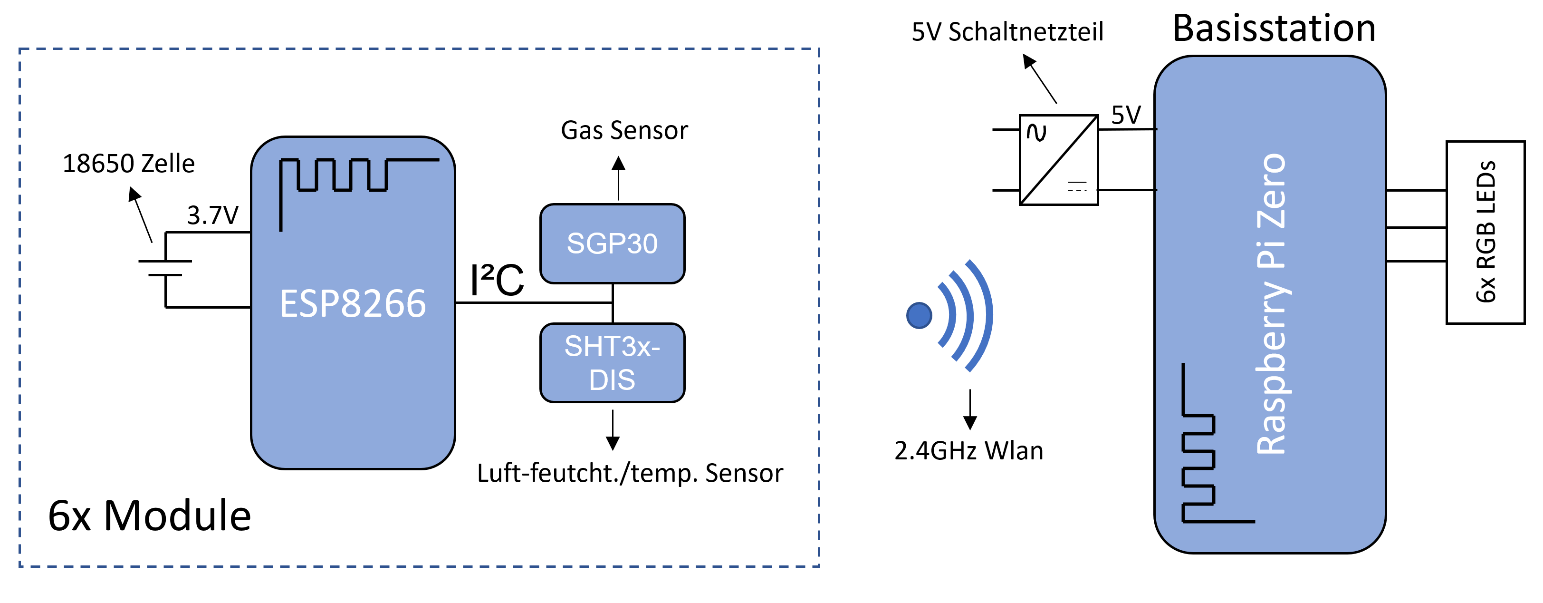 18650 Zelle
3.7V
ESP8266
I²C
Gas Sensor
SGP30
SHT3x-
DIS
Luft-feutcht./temp. Sensor
6x Module
5V Schaltnetzteil
5V
Basisstation
Raspberry Pi Zero
6x RGB LEDs
2.4GHz Wlan